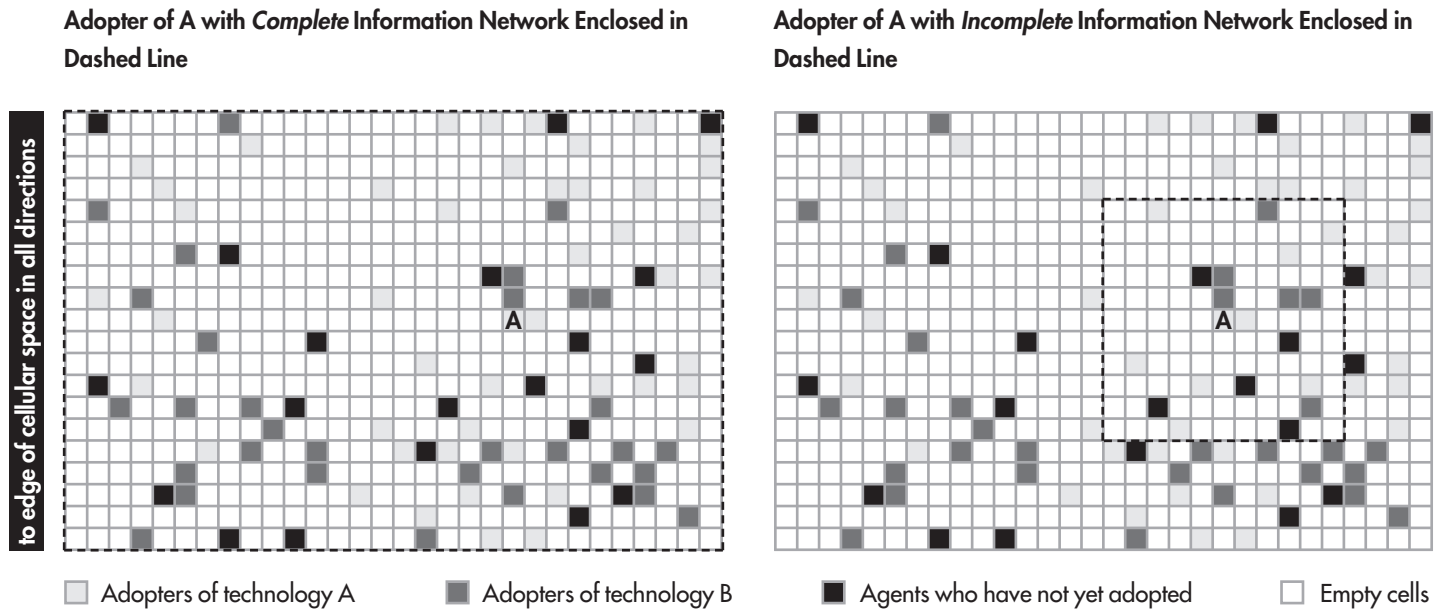 Adopter of A with Complete Information Network Enclosed in
Dashed Line
Adopter of A with Incomplete Information Network Enclosed in
Dashed Line
to edge of cellular space in all directions
A
A
Adopters of technology A
Adopters of technology B
Agents who have not yet adopted
Empty cells